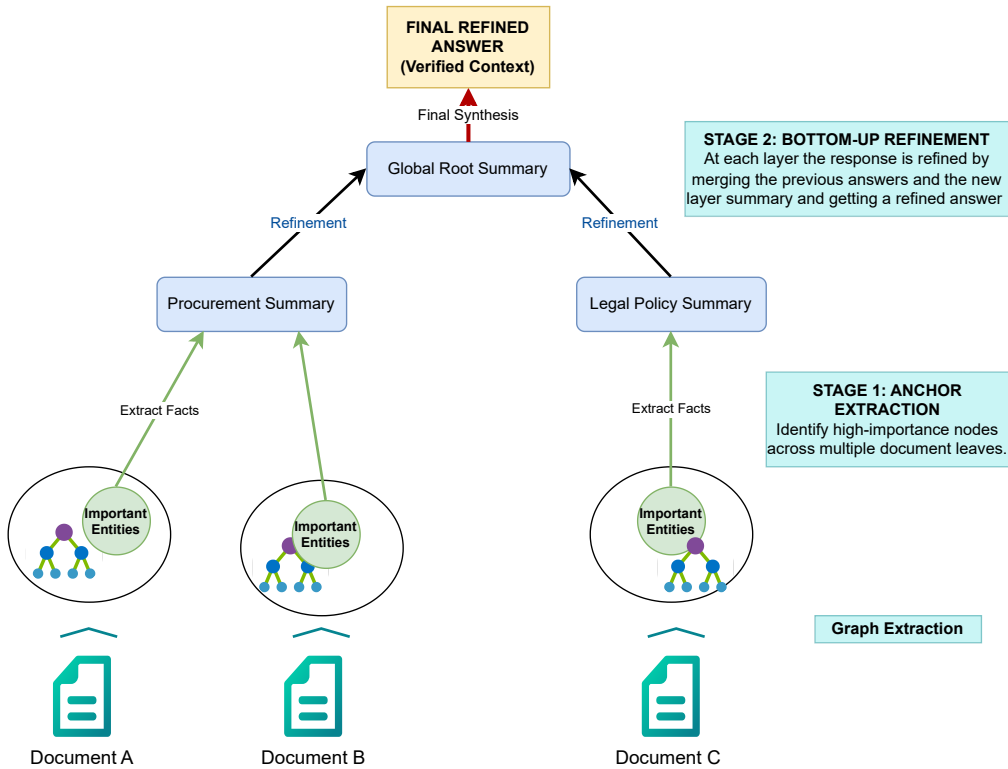 FINAL REFINED
ANSWER
(Verified Context)
Final Synthesis
Global Root Summary
STAGE 2: BOTTOM-UP REFINEMENT
At each layer the response is refined by
merging the previous answers and the new
layer summary and getting a refined answer
Refinement
Refinement
Procurement Summary
Legal Policy Summary
STAGE 1: ANCHOR
EXTRACTION
Identify high-importance nodes
across multiple document leaves.
Extract Facts
Extract Facts
Important
Entities
Important
Entities
Important
Entities
Graph Extraction
Document A
Document B
Document C